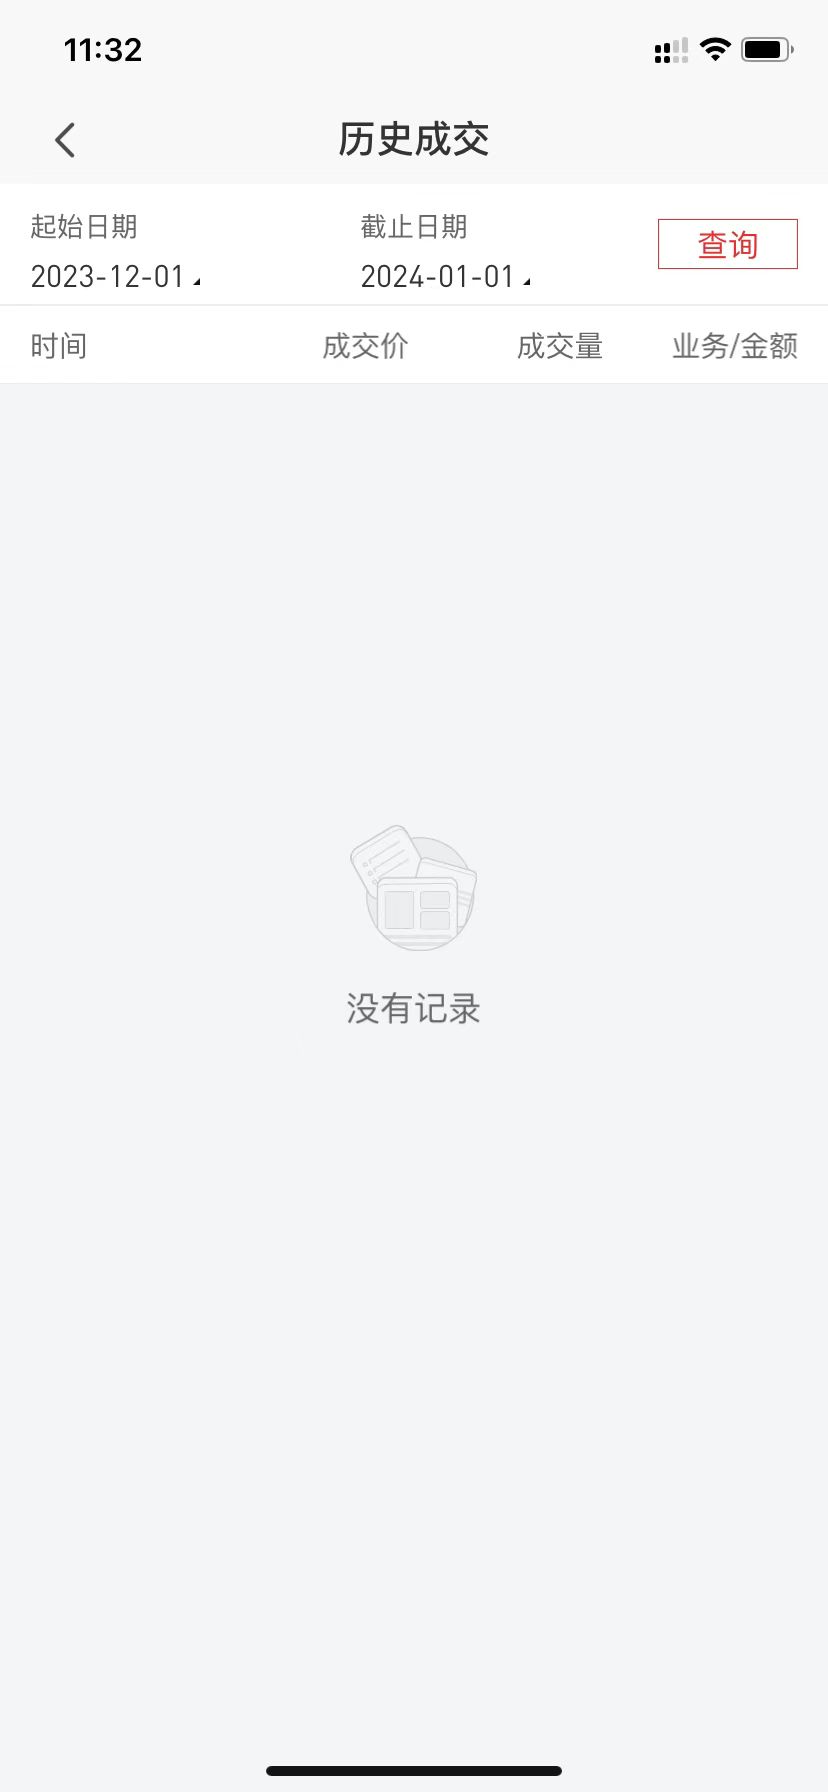 11:32
历史成交
起始日期 截止日期
查询
2023-12-01 2024-01-01
时间 成交价 成交量 业务/金额
没有记录